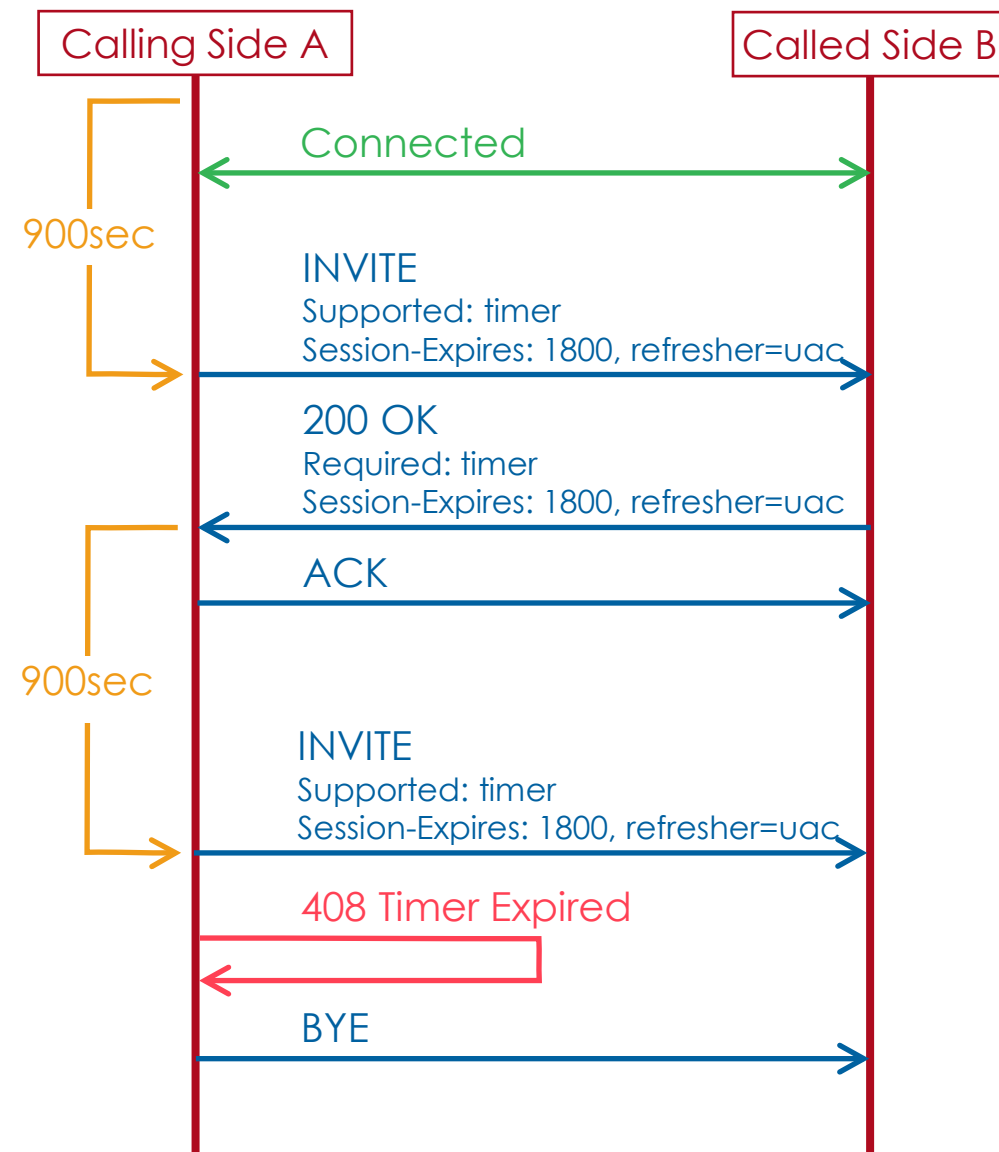 Calling Side A
Called Side B
Connected
900sec
INVITE
Supported: timer
Session-Expires: 1800, refresher=uac
200 OK
Required: timer
Session-Expires: 1800, refresher=uac
ACK
900sec
INVITE
Supported: timer
Session-Expires: 1800, refresher=uac
408 Timer Expired
BYE